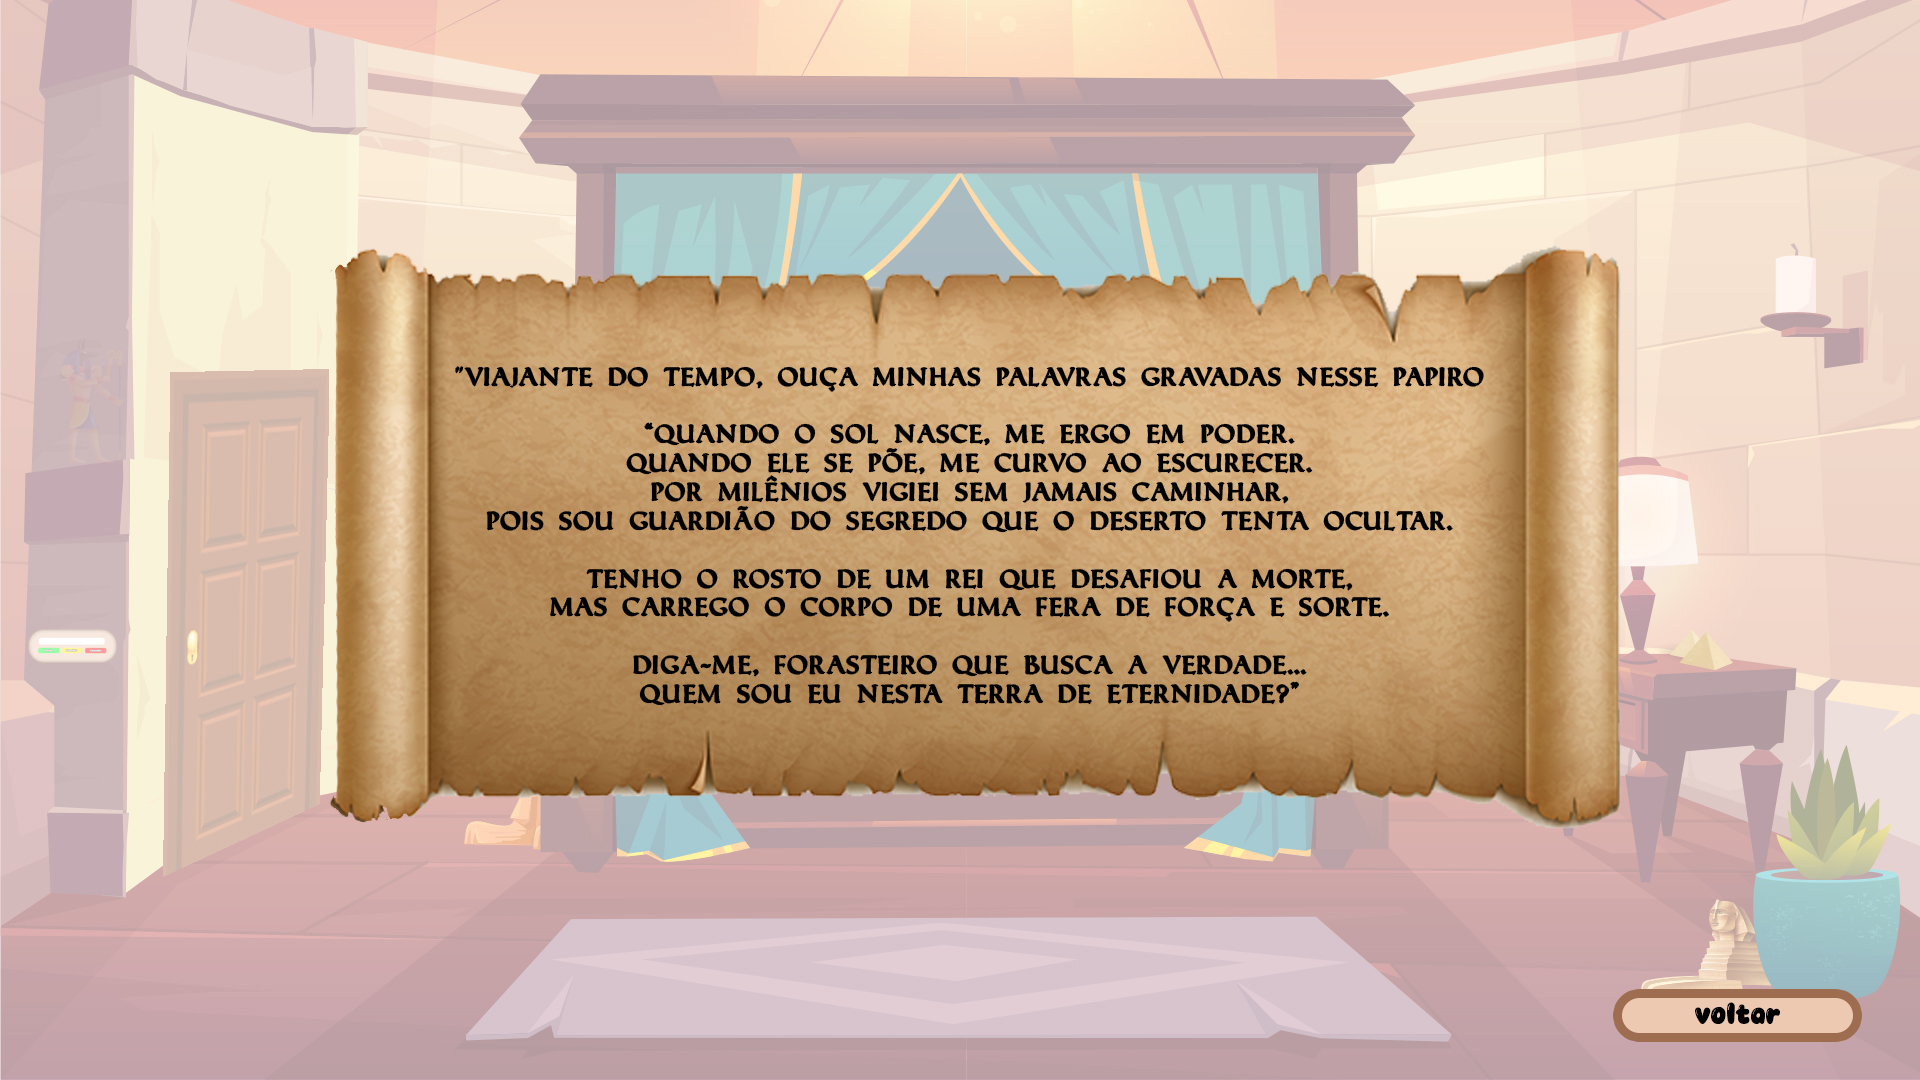 "VIAJANTE DO TEMPO, OUÇA MINHAS PALAVRAS GRAVADAS NESSE PAPIRO
"QUANDO O SOL NASCE, ME ERGO EM PODER.
QUANDO ELE SE PÕE, ME CURVO AO ESCURECER.
POR MILÊNIOS VIGIEI SEM JAMAIS CAMINHAR,
POIS SOU GUARDIÃO DO SEGREDO QUE O DESERTO TENTA OCULTAR.
TENHO O ROSTO DE UM REI QUE DESAFIOU A MORTE,
MAS CARREGO O CORPO DE UMA FERA DE FORÇA E SORTE.
DIGA-ME, FORASTEIRO QUE BUSCA A VERDADE...
QUEM SOU EU NESTA TERRA DE ETERNIDADE?"
voltar